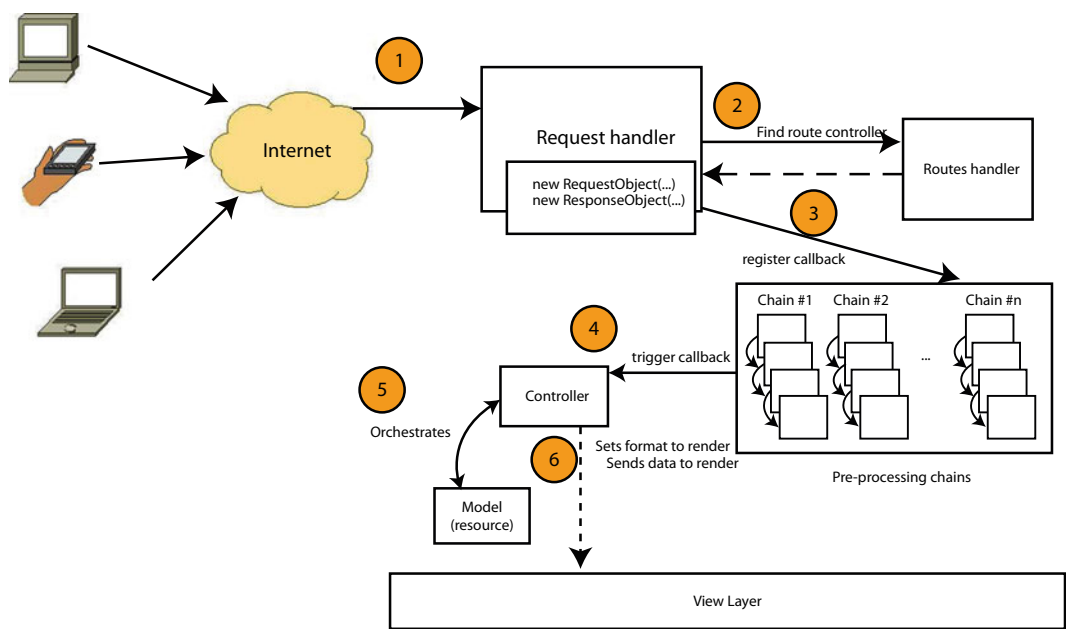 1
2
Find route controller
Request handler
Internet
Routes handler
new RequestObject(...)
new ResponseObject(...)
3
register callback
Chain #1
Chain #2
Chain #n
...
4
trigger callback
5
Controller
Orchestrates
6
Sets format to render
Sends data to render
Pre-processing chains
Model
(resource)
View Layer